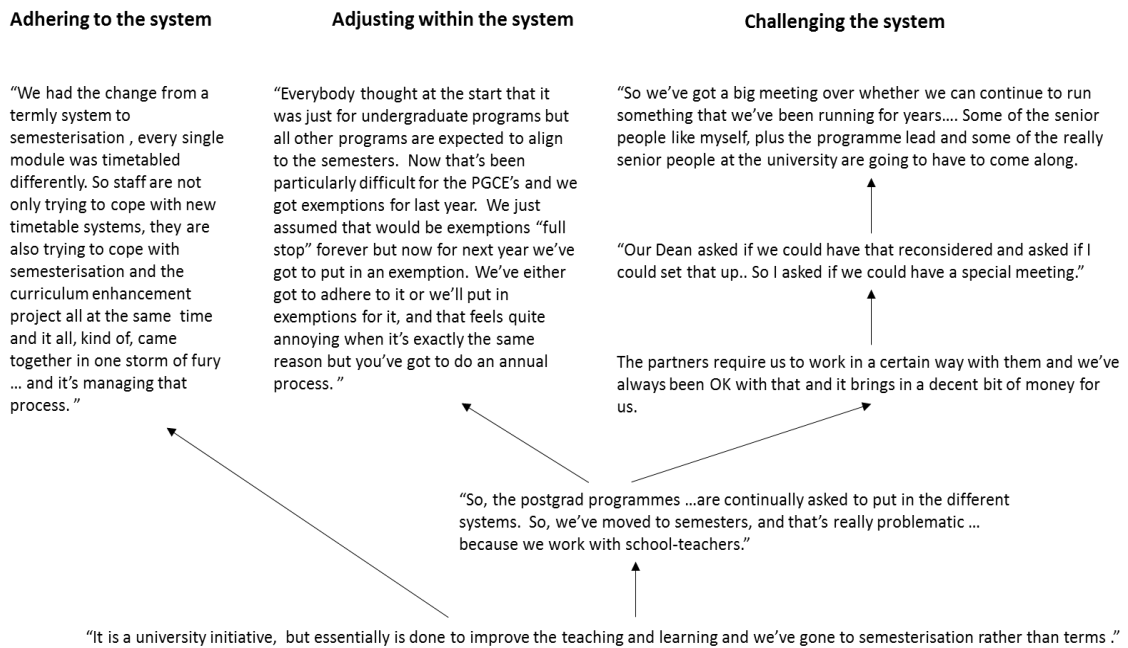 Adhering to the system
Adjusting within the system
Challenging the system
“We had the change from a
termly system to
semesterisation , every single
module was timetabled
differently. So staff are not
only trying to cope with new
timetable systems, they are
also trying to cope with
semesterisation and the
curriculum enhancement
project all at the same time
and it all, kind of, came
together in one storm of fury
... and it’s managing that
process. ”
“Everybody thought at the start that it
was just for undergraduate programs but
all other programs are expected to align
to the semesters. Now that’s been
particularly difficult for the PGCE’s and we
got exemptions for last year. We just
assumed that would be exemptions “full
stop” forever but now for next year we’ve
got to put in an exemption. We’ve either
got to adhere to it or we’ll put in
exemptions for it, and that feels quite
annoying when it’s exactly the same
reason but you’ve got to do an annual
process. ”
“So we’ve got a big meeting over whether we can continue to run
something that we’ve been running for years.... Some of the senior
people like myself, plus the programme lead and some of the really
senior people at the university are going to have to come along.
“Our Dean asked if we could have that reconsidered and asked if I
could set that up.. So I asked if we could have a special meeting.”
The partners require us to work in a certain way with them and we’ve
always been OK with that and it brings in a decent bit of money for
us.
“So, the postgrad programmes ...are continually asked to put in the different
systems. So, we’ve moved to semesters, and that’s really problematic ...
because we work with school-teachers.”
“It is a university initiative, but essentially is done to improve the teaching and learning and we’ve gone to semesterisation rather than terms .”